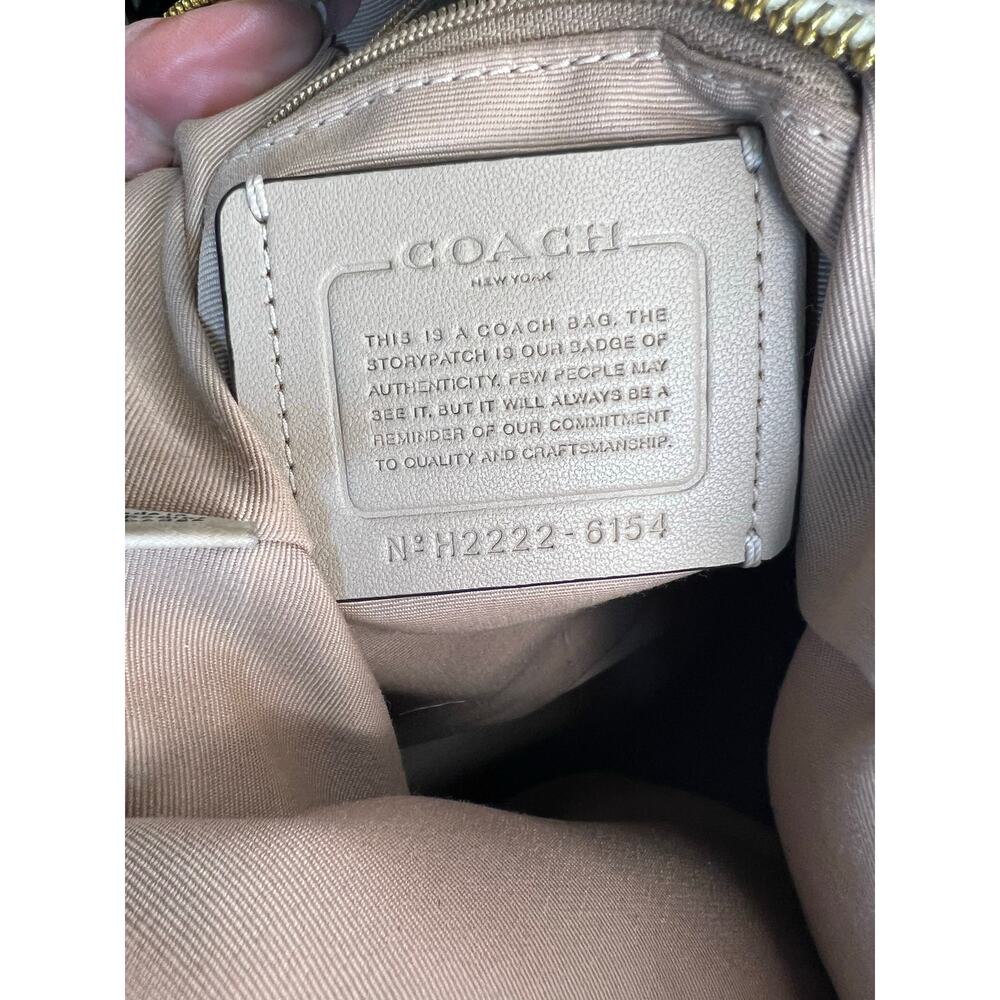 COACH
NEW YORK
THIS IS A COACH BAG. THE
STORYPATCH IS OUR BADGE OF
AUTHENTICITY. FEW PEOPLE MAY
SEE IT, BUT IT WILL ALWAYS BE A
REMINDER OF OUR COMMITMENT
TO QUALITY AND CRAFTSMANSHIP.
Nº H2222-6154